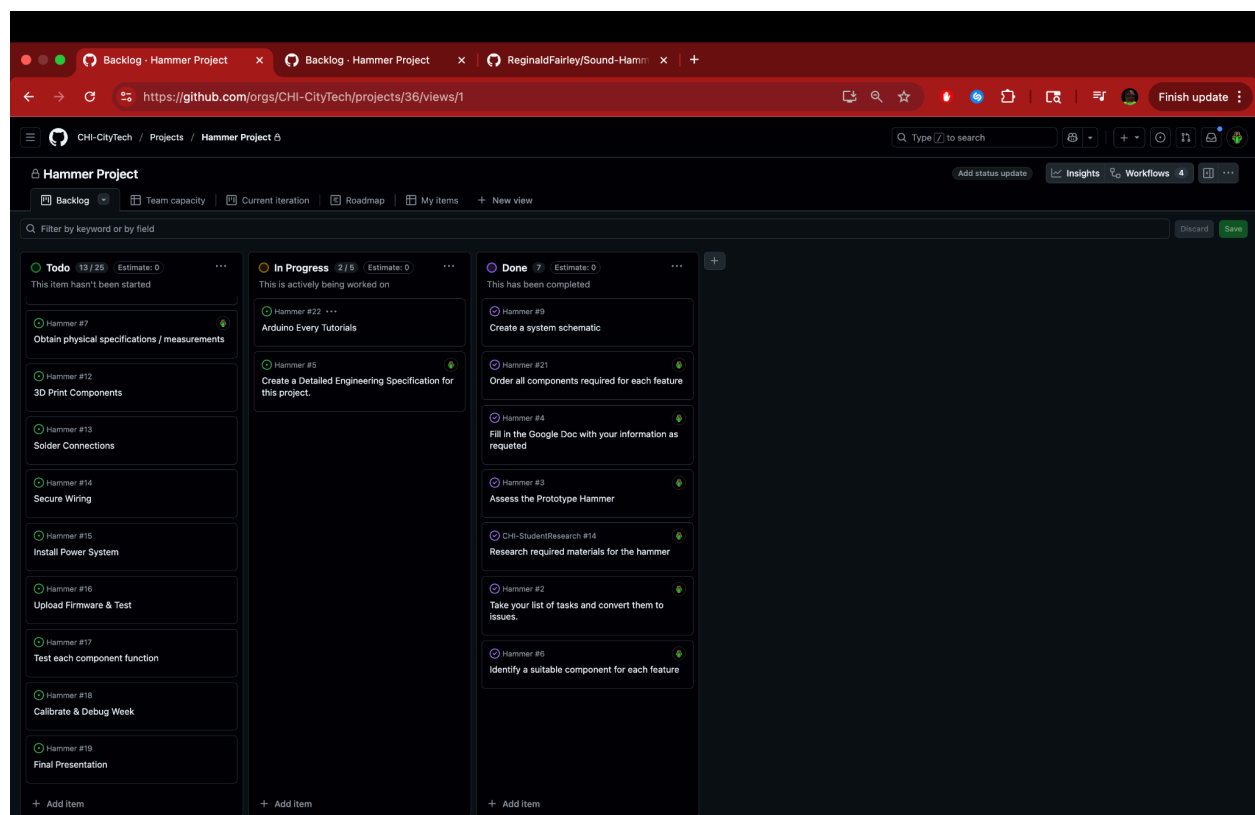 Backlog · Hammer Project
Backlog · Hammer Project
ReginaldFairley/Sound-Hamm
https://github.com/orgs/CHI-CityTech/projects/36/views/1
Finish update
CHI-CityTech / Projects / Hammer Project
Type / to search
Hammer Project
Add status update
Insights
Workflows 4
Backlog
Team capacity
Current iteration
Roadmap
My items
+ New view
Filter by keyword or by field
Discard
Save
Todo 13 / 25 Estimate: 0
This item hasn't been started
Hammer #7
Obtain physical specifications / measurements
Hammer #12
3D Print Components
Hammer #13
Solder Connections
Hammer #14
Secure Wiring
Hammer #15
Install Power System
Hammer #16
Upload Firmware & Test
Hammer #17
Test each component function
Hammer #18
Calibrate & Debug Week
Hammer #19
Final Presentation
+ Add item
In Progress 2 / 5 Estimate: 0
This is actively being worked on
Hammer #22
Arduino Every Tutorials
Hammer #5
Create a Detailed Engineering Specification for
this project.
+ Add item
Done 7 Estimate: 0
This has been completed
Hammer #9
Create a system schematic
Hammer #21
Order all components required for each feature
Hammer #4
Fill in the Google Doc with your information as
requeted
Hammer #3
Assess the Prototype Hammer
CHI-StudentResearch #14
Research required materials for the hammer
Hammer #2
Take your list of tasks and convert them to
issues.
Hammer #6
Identify a suitable component for each feature
+ Add item